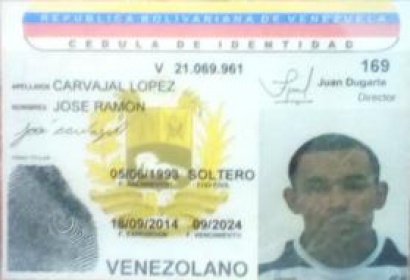 REPUBLICA BOLIVARIANA DE VENEZUELA
CEDULA DE IDENTIDAD
V 21.069.961
169
Juan Dugarte
Director
APELLIDOS CARVAJAL LOPEZ
NOMBRES JOSE RAMON
05/06/1993 SOLTERO
F. NACIMIENTO EDO CIVIL
18/09/2014 09/2024
F. EXPEDICION F. VENCIMIENTO
VENEZOLANO